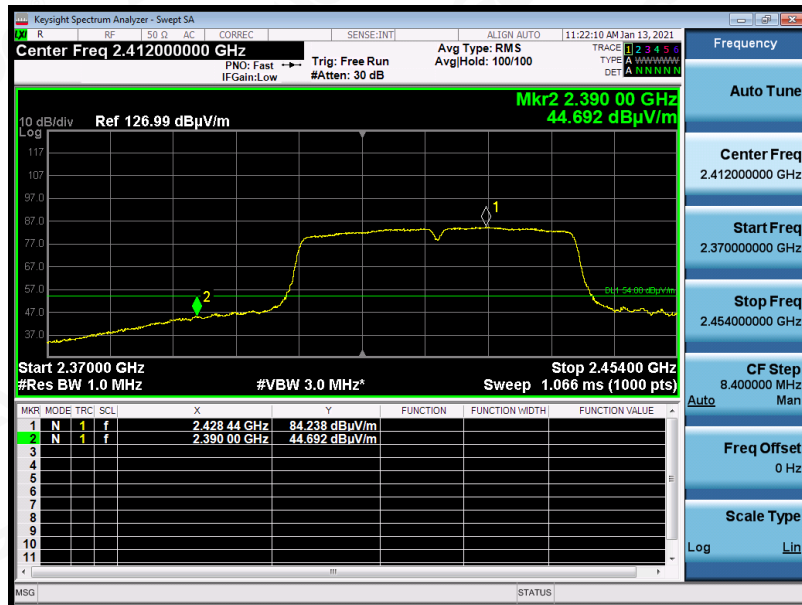 Keysight Spectrum Analyzer - Swept SA
R RF 50 Ω AC CORREC SENSE:INT ALIGN AUTO 11:22:10 AM Jan 13, 2021
Center Freq 2.412000000 GHz
PNO: Fast
IFGain:Low
Trig: Free Run
#Atten: 30 dB
Avg Type: RMS
Avg|Hold: 100/100
TRACE 1 2 3 4 5 6
TYPE A WWWWW
DET A N N N N N
Mkr2 2.390 00 GHz
44.692 dBµV/m
10 dB/div Ref 126.99 dBµV/m
Log
117
107
97.0
87.0
77.0
67.0
57.0
47.0
37.0
1
2
DL1 54.00 dBµV/m
Start 2.37000 GHz Stop 2.45400 GHz
#Res BW 1.0 MHz #VBW 3.0 MHz* Sweep 1.066 ms (1000 pts)
MKR MODE TRC SCL X Y FUNCTION FUNCTION WIDTH FUNCTION VALUE
1 N 1 f 2.428 44 GHz 84.238 dBµV/m
2 N 1 f 2.390 00 GHz 44.692 dBµV/m
3
4
5
6
7
8
9
10
11
MSG STATUS
Frequency
Auto Tune
Center Freq
2.412000000 GHz
Start Freq
2.370000000 GHz
Stop Freq
2.454000000 GHz
CF Step
8.400000 MHz
Auto Man
Freq Offset
0 Hz
Scale Type
Log Lin